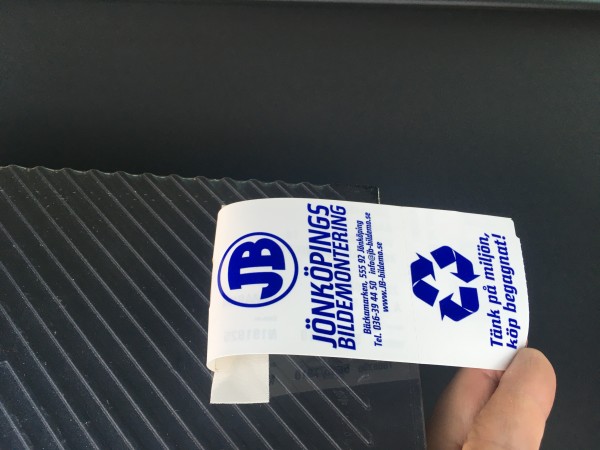 JB
JÖNKÖPINGS
BILDEMONTERING
Bäckamarken, 555 92 Jönköping
Tel. 036-39 44 50 info@jb-bildemo.se
www.JB-bildemo.se
Tänk på miljön,
köp begagnat!